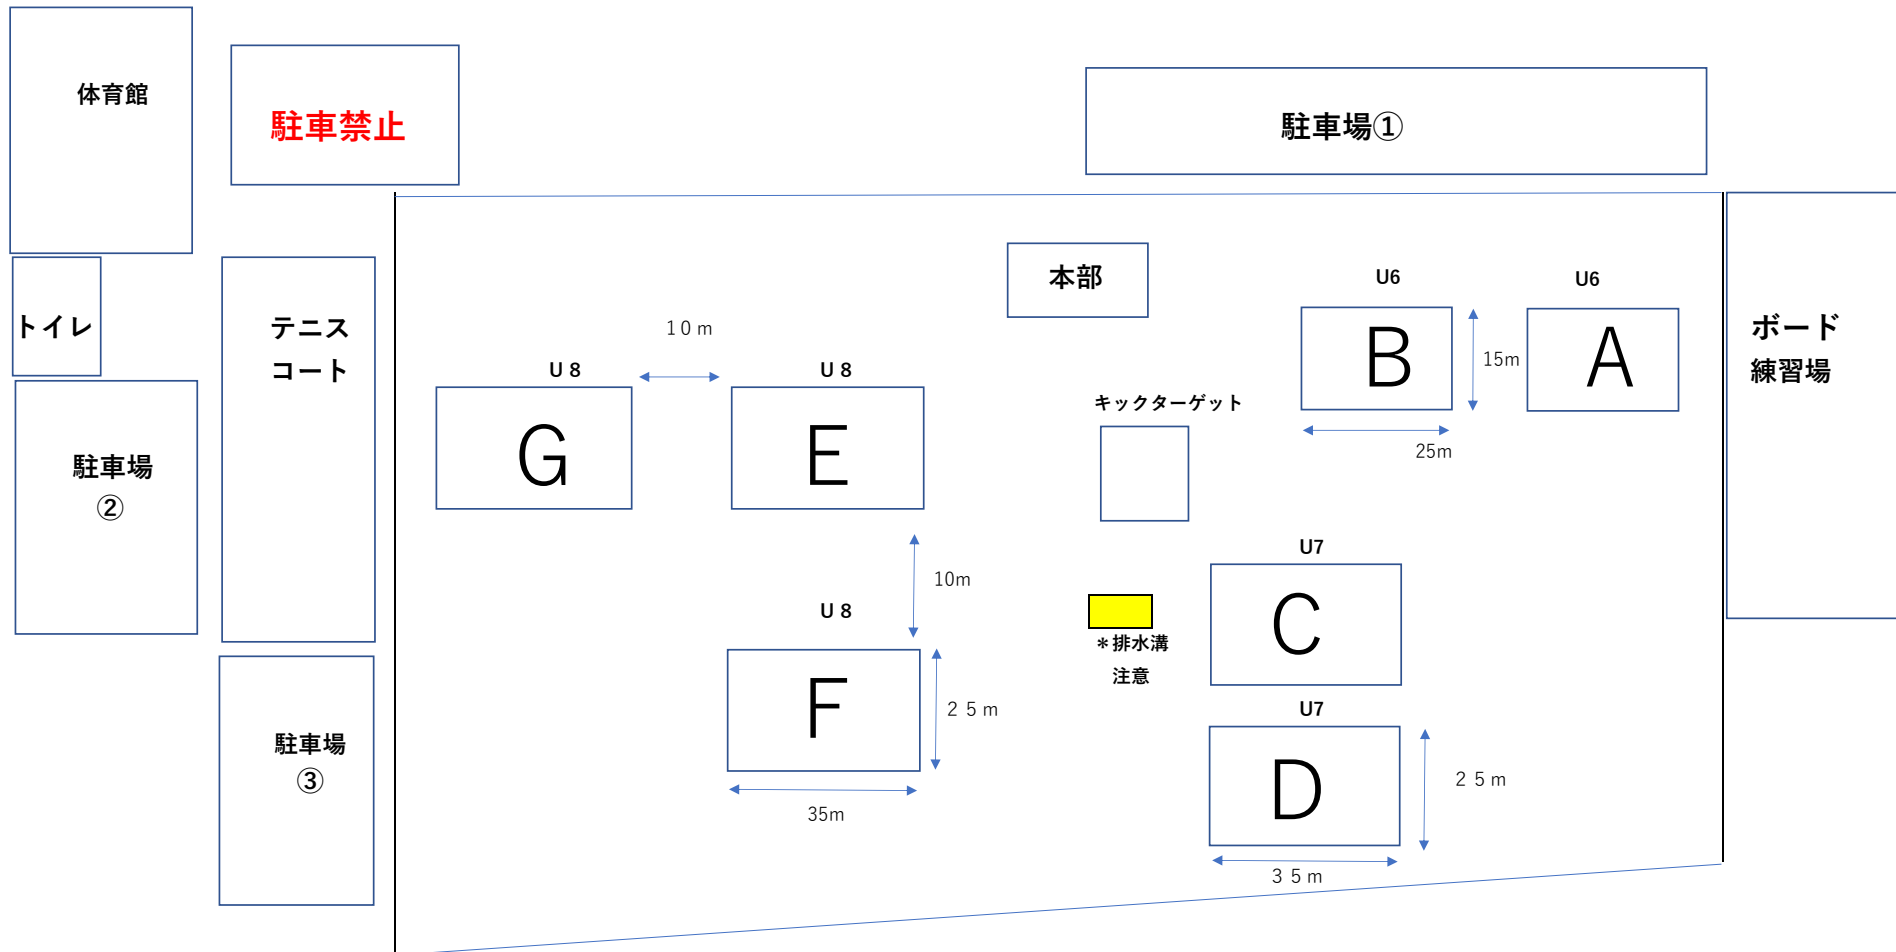 体育館
駐車禁止
駐車場①
本部
U6
U6
トイレ
テニス
コート
10m
B
A
15m
ボード
練習場
U 8
U 8
キックターゲット
G
E
25m
駐車場
②
U7
10m
U 8
C
＊排水溝
注意
F
25m
U7
駐車場
③
D
25m
35m
35m